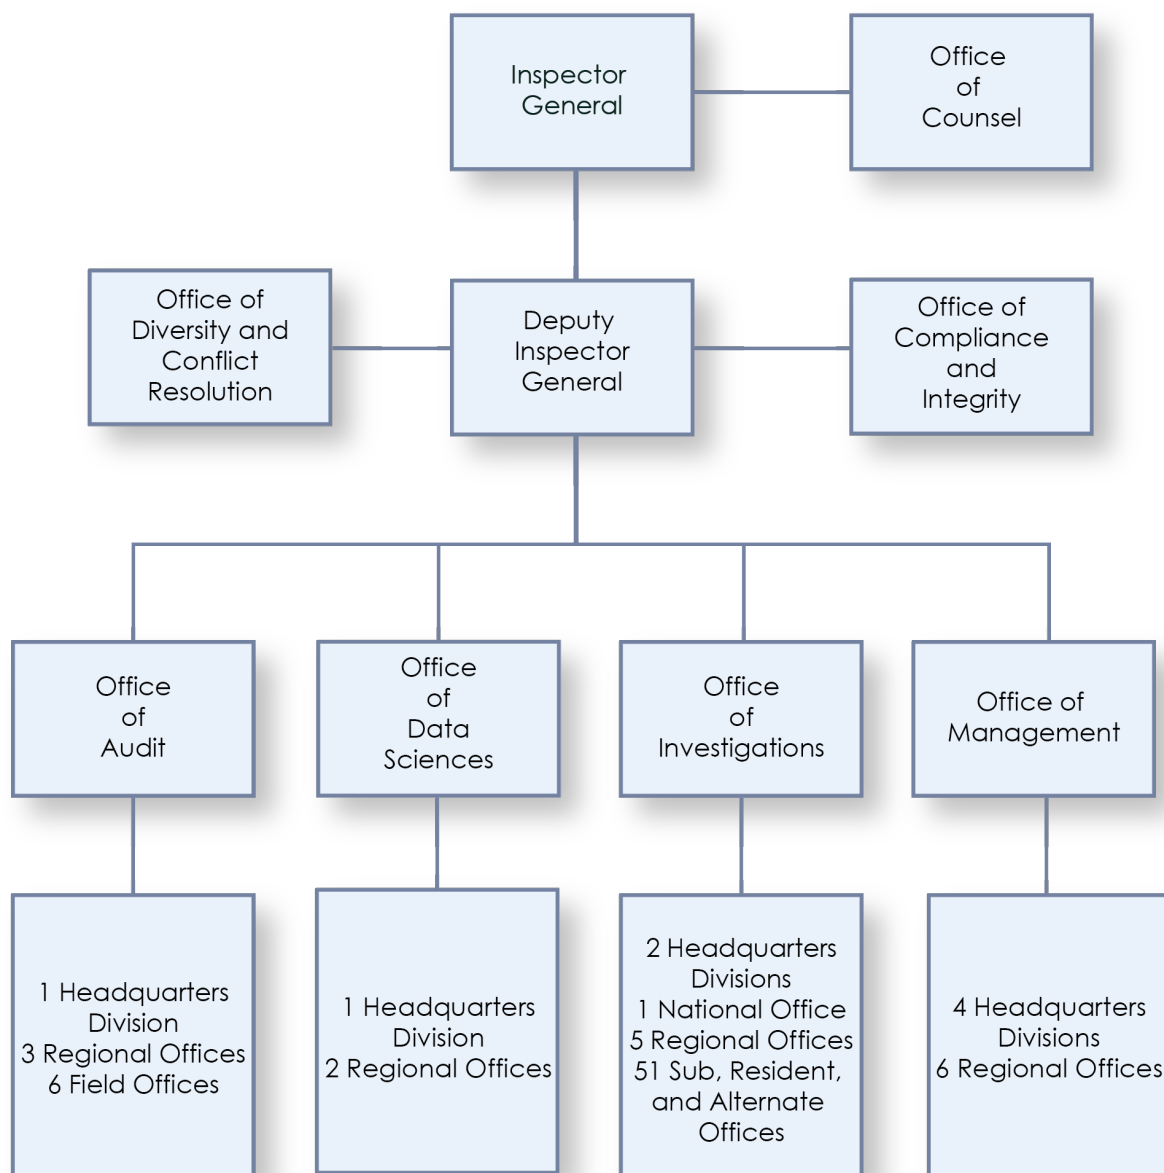 Inspector
General
Office
of
Counsel
Office of
Diversity and
Conflict
Resolution
Deputy
Inspector
General
Office of
Compliance
and
Integrity
Office
of
Audit
Office
of
Data
Sciences
Office
of
Investigations
Office of
Management
1 Headquarters
Division
3 Regional Offices
6 Field Offices
1 Headquarters
Division
2 Regional Offices
2 Headquarters
Divisions
1 National Office
5 Regional Offices
51 Sub, Resident,
and Alternate
Offices
4 Headquarters
Divisions
6 Regional Offices